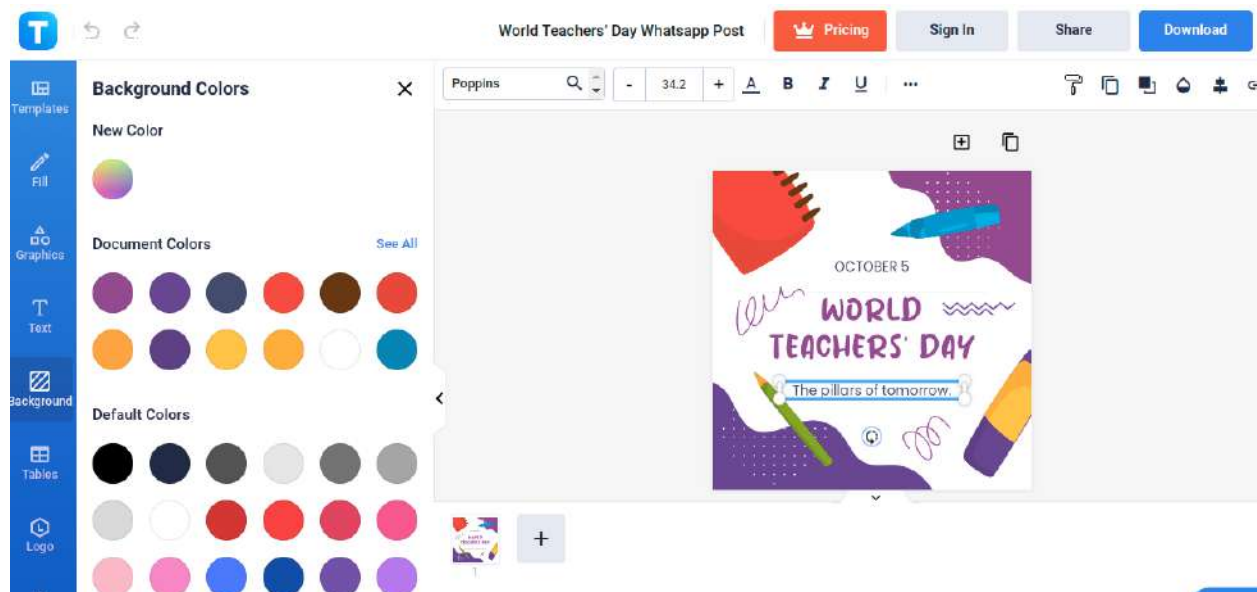 T
World Teachers' Day Whatsapp Post
Pricing
Sign In
Share
Download
Templates
Fill
Graphics
Text
Background
Tables
Logo
Background Colors
New Color
Document Colors
See All
Default Colors
Poppins
- 34.2 + A B I U ...
OCTOBER 5
WORLD
TEACHERS' DAY
The pillars of tomorrow.
+
1